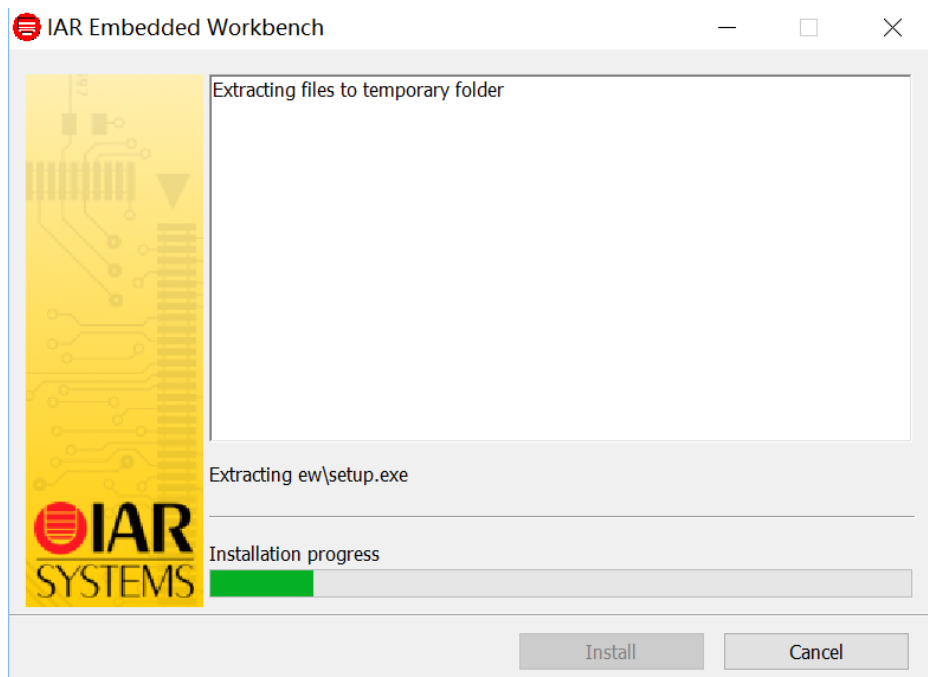 IAR Embedded Workbench
Extracting files to temporary folder
Extracting ew\setup.exe
IAR
SYSTEMS
Installation progress
Install
Cancel